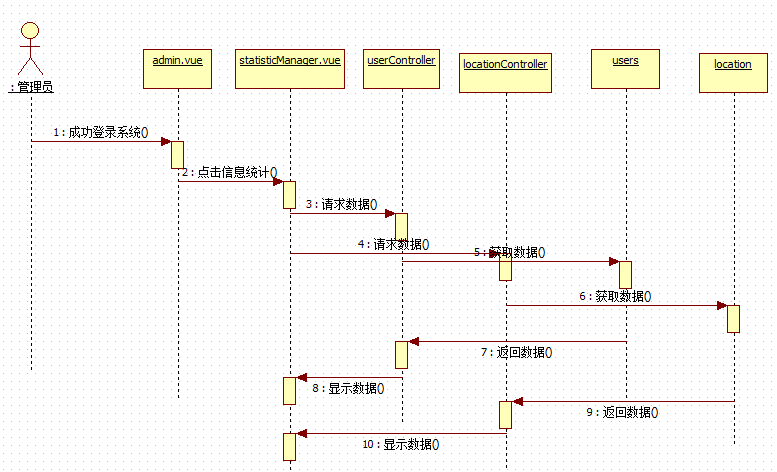 admin.vue
statisticManager.vue
userController
locationController
users
location
: 管理员
1 : 成功登录系统()
2 : 点击信息统计()
3 : 请求数据()
4 : 请求数据()
5 : 获取数据()
6 : 获取数据()
7 : 返回数据()
8 : 显示数据()
9 : 返回数据()
10 : 显示数据()